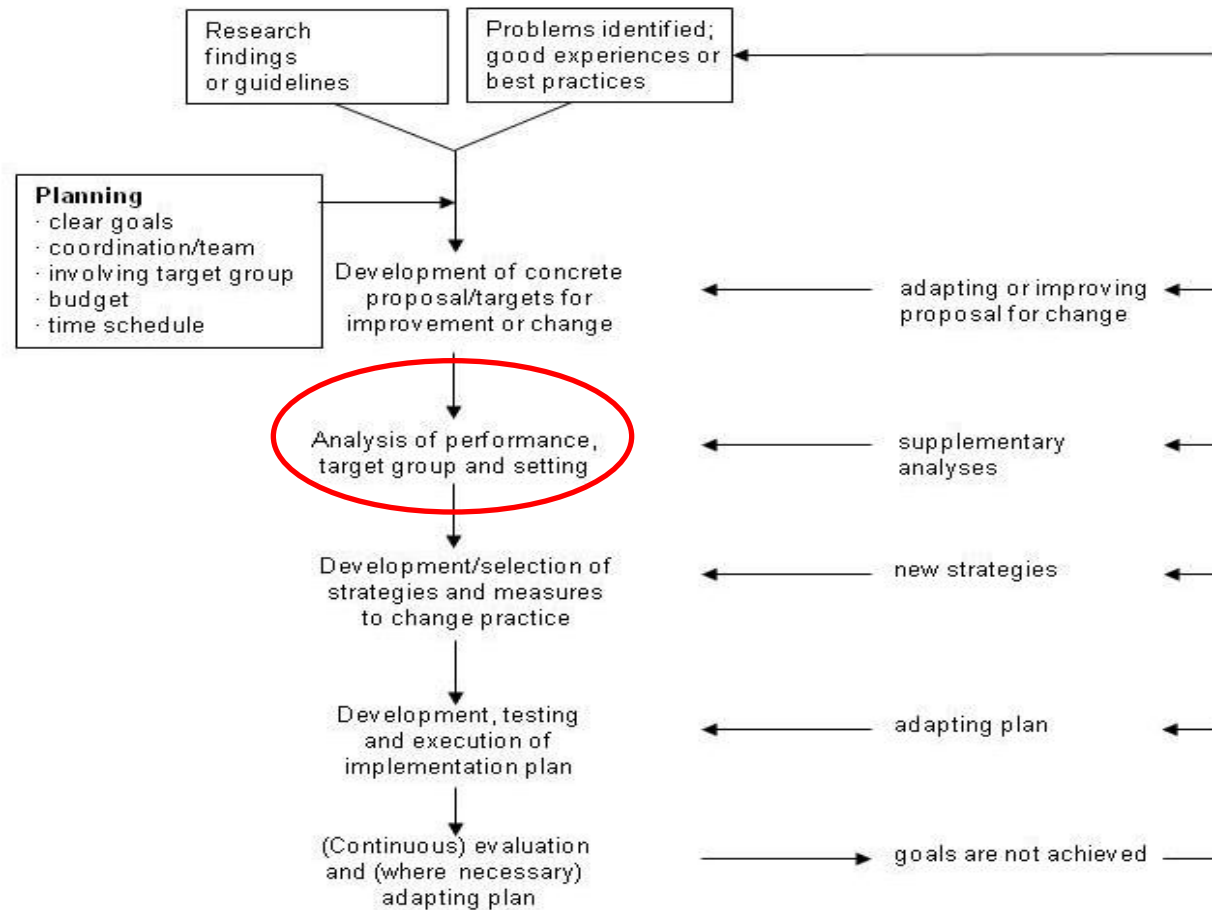 Research
findings
or guidelines
Problems identified;
good experiences or
best practices
Planning
· clear goals
· coordination/team
· involving target group
· budget
· time schedule
Development of concrete
proposal/targets for
improvement or change
adapting or improving
proposal for change
Analysis of performance,
target group and setting
supplementary
analyses
Development/selection of
strategies and measures
to change practice
new strategies
Development, testing
and execution of
implementation plan
adapting plan
(Continuous) evaluation
and (where necessary)
adapting plan
goals are not achieved